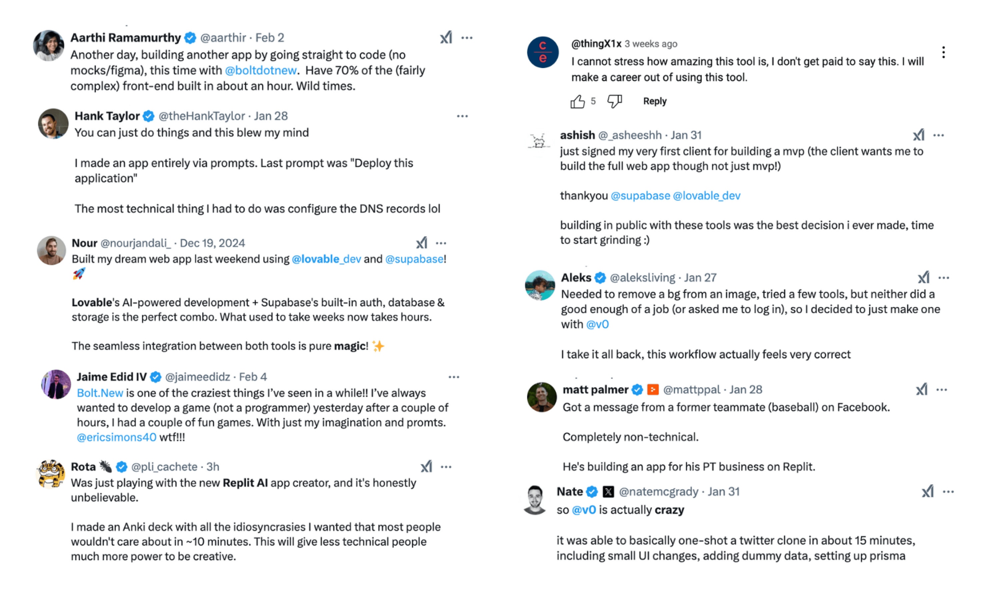 Aarthi Ramamurthy @aarthir · Feb 2
Another day, building another app by going straight to code (no
mocks/figma), this time with @boltdotnew. Have 70% of the (fairly
complex) front-end built in about an hour. Wild times.
Hank Taylor @theHankTaylor · Jan 28
You can just do things and this blew my mind
I made an app entirely via prompts. Last prompt was "Deploy this
application"
The most technical thing I had to do was configure the DNS records lol
Nour @nourjandali_ · Dec 19, 2024
Built my dream web app last weekend using @lovable_dev and @supabase!
🚀
Lovable's AI-powered development + Supabase's built-in auth, database &
storage is the perfect combo. What used to take weeks now takes hours.
The seamless integration between both tools is pure magic! ✨
Jaime Edid IV @jaimeedidz · Feb 4
Bolt.New is one of the craziest things I’ve seen in a while!! I’ve always
wanted to develop a game (not a programmer) yesterday after a couple of
hours, I had a couple of fun games. With just my imagination and promts.
@ericsimons40 wtf!!!
Rota 🐜 @pli_cachete · 3h
Was just playing with the new Replit AI app creator, and it's honestly
unbelievable.
I made an Anki deck with all the idiosyncrasies I wanted that most people
wouldn't care about in ~10 minutes. This will give less technical people
much more power to be creative.
c
e
@thingX1x 3 weeks ago
I cannot stress how amazing this tool is, I don't get paid to say this. I will
make a career out of using this tool.
5 Reply
ashish @_asheeshh · Jan 31
just signed my very first client for building a mvp (the client wants me to
build the full web app though not just mvp!)
thankyou @supabase @lovable_dev
building in public with these tools was the best decision i ever made, time
to start grinding :)
Aleks @aleksliving · Jan 27
Needed to remove a bg from an image, tried a few tools, but neither did a
good enough of a job (or asked me to log in), so I decided to just make one
with @v0
I take it all back, this workflow actually feels very correct
matt palmer @mattppal · Jan 28
Got a message from a former teammate (baseball) on Facebook.
Completely non-technical.
He's building an app for his PT business on Replit.
Nate @natemcgrady · Jan 31
so @v0 is actually crazy
it was able to basically one-shot a twitter clone in about 15 minutes,
including small UI changes, adding dummy data, setting up prisma